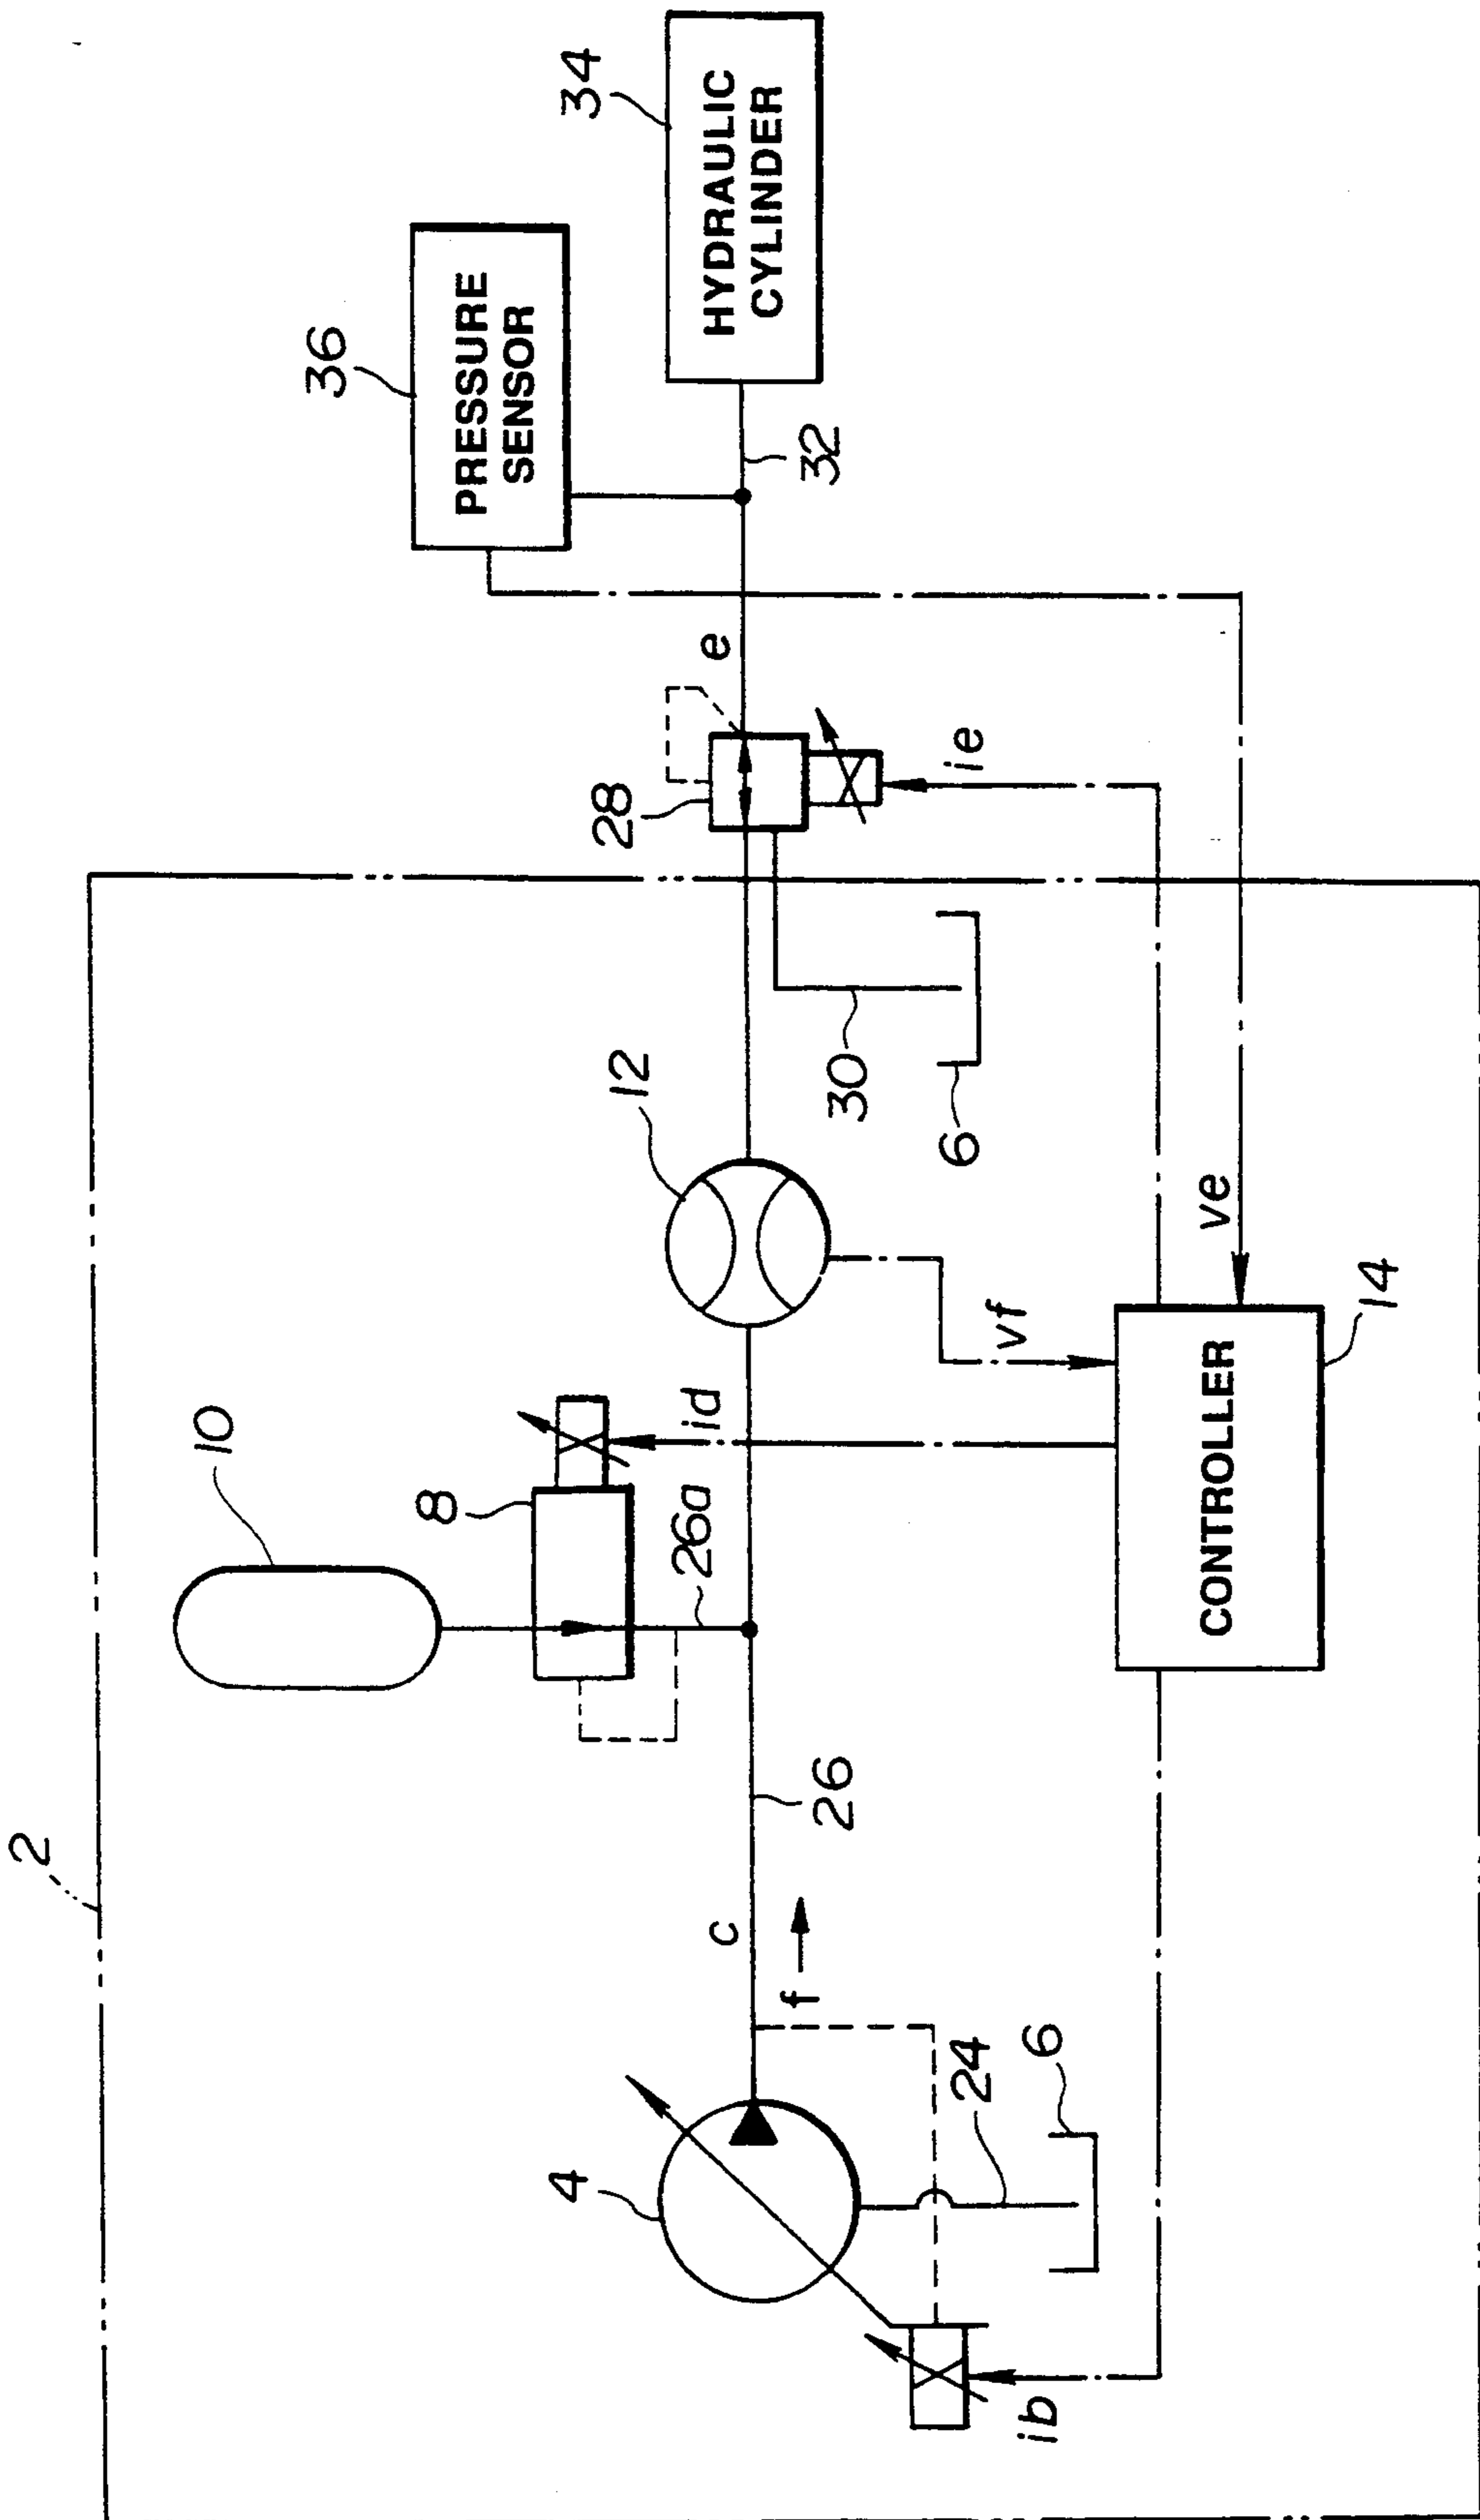 2
10
8
26a
id
12
28
36
PRESSURE
SENSOR
34
HYDRAULIC
CYLINDER
32
e
ie
30
6
ve
vf
CONTROLLER
14
c
f
26
4
24
6
ib